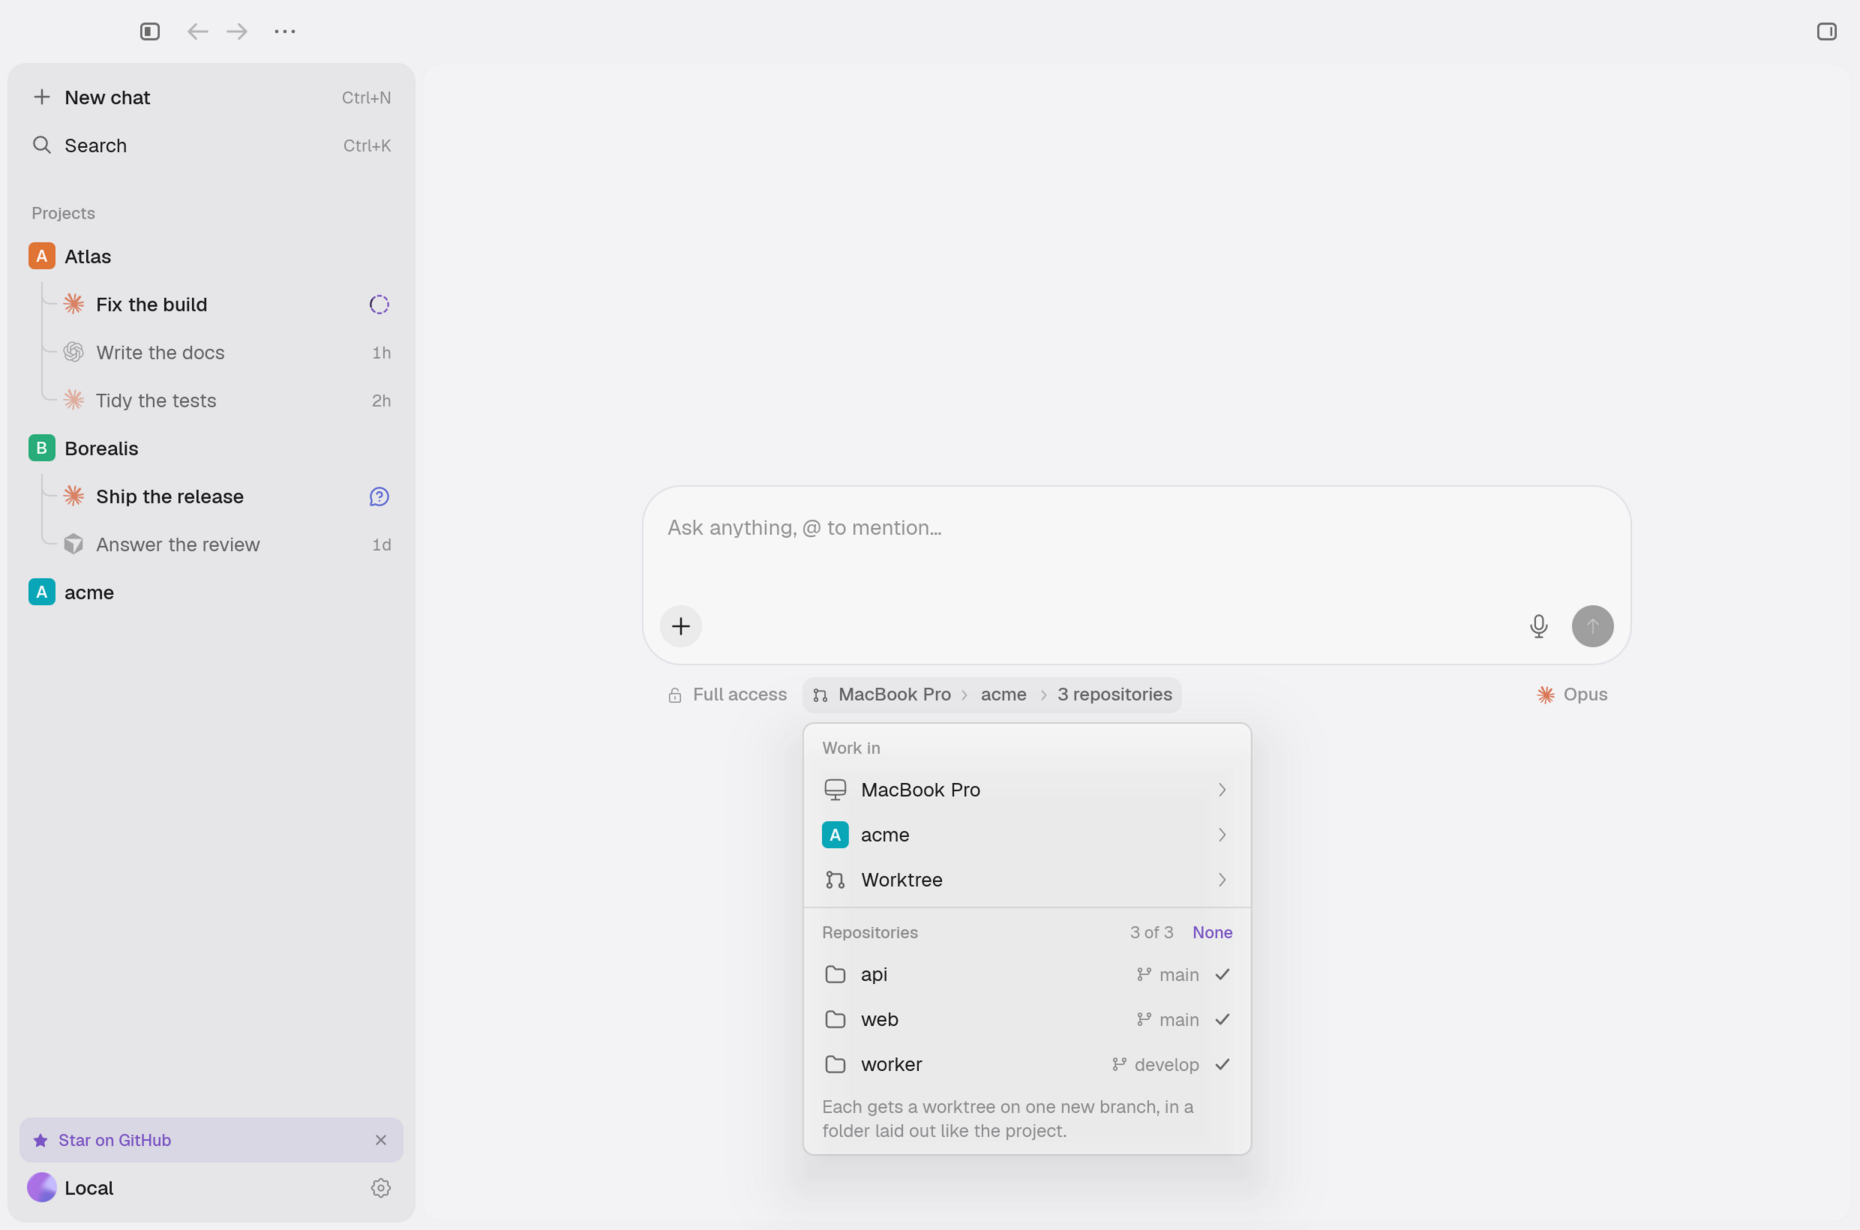 New chat Ctrl+N
Search Ctrl+K
Projects
A Atlas
Fix the build
Write the docs 1h
Tidy the tests 2h
B Borealis
Ship the release
Answer the review 1d
A acme
Star on GitHub
Local
Ask anything, @ to mention...
Full access MacBook Pro > acme > 3 repositories Opus
Work in
MacBook Pro
A acme
Worktree
Repositories 3 of 3 None
api main
web main
worker develop
Each gets a worktree on one new branch, in a
folder laid out like the project.